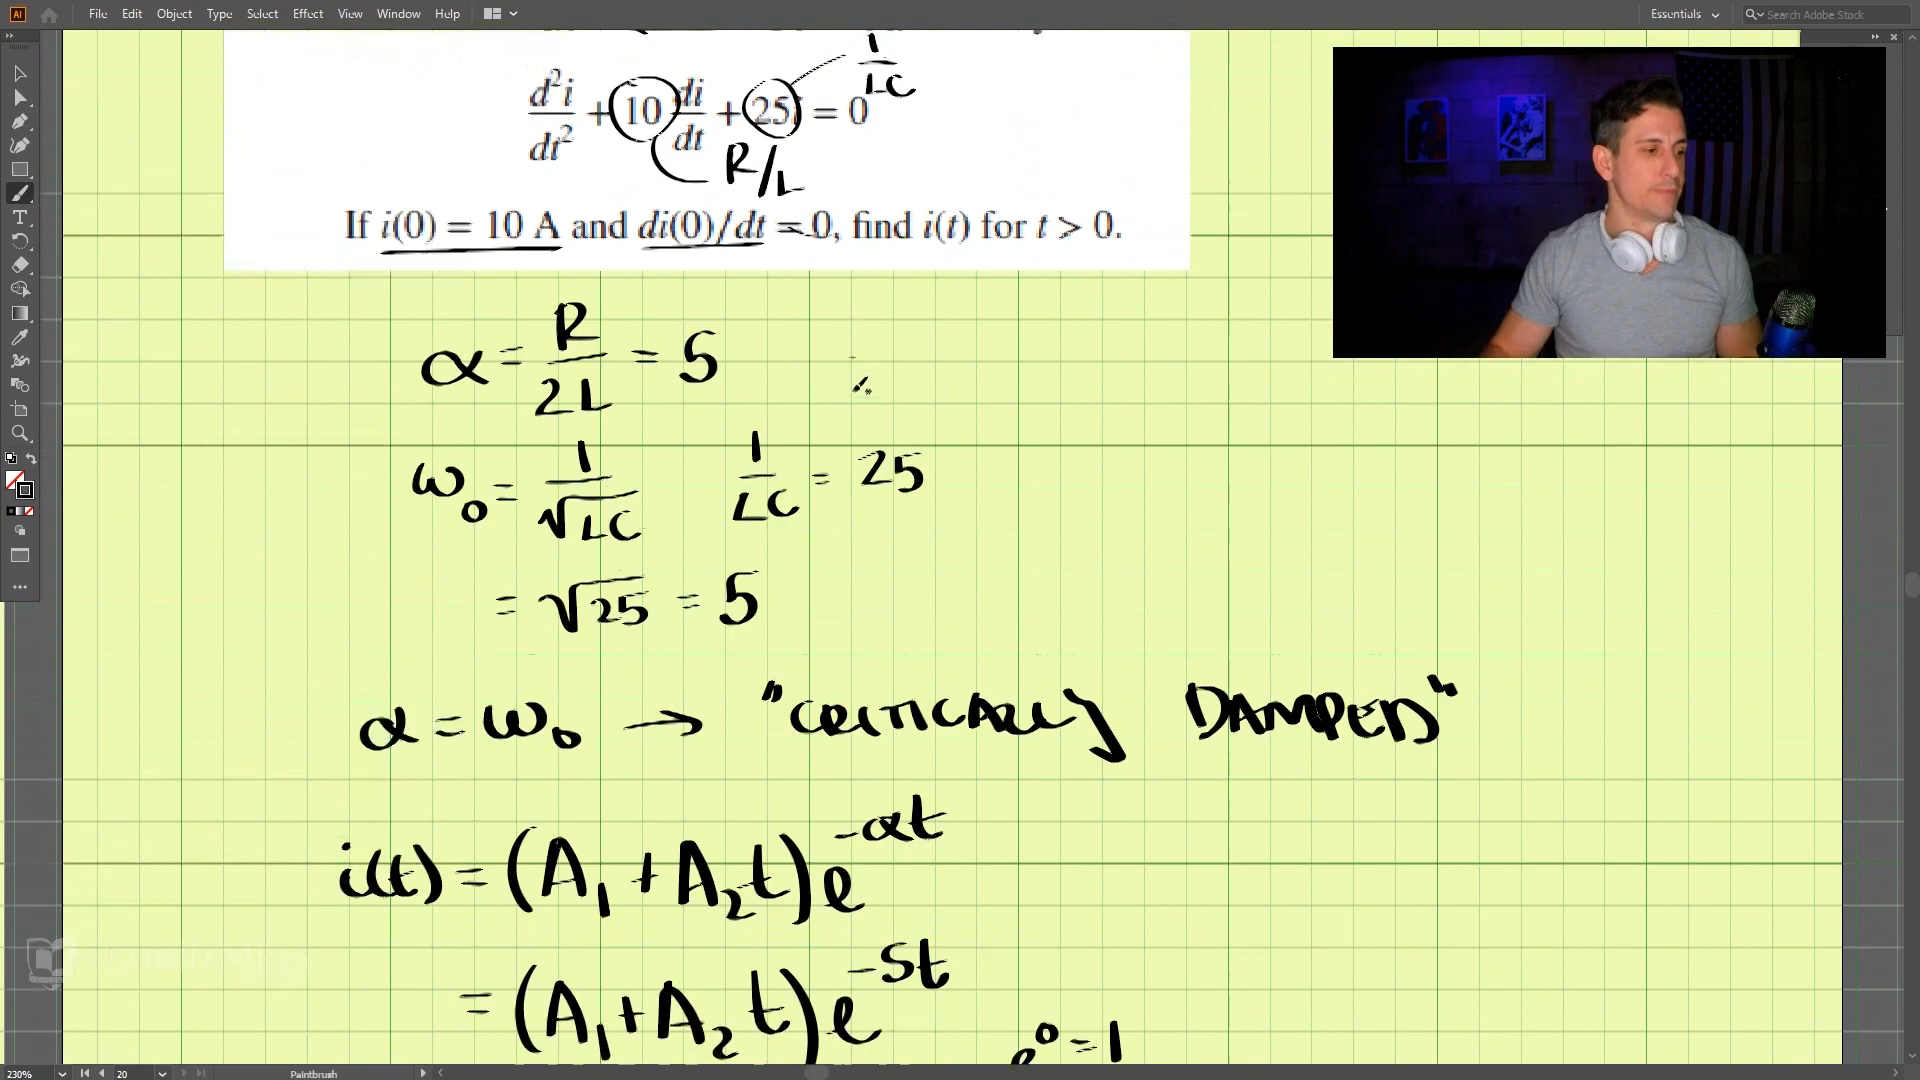 File Edit Object Type Select Effect View Window Help Essentials Search Adobe Stock
d²i/dt² + 10 di/dt + 25i = 0
1/LC
R/L
If i(0) = 10 A and di(0)/dt = 0, find i(t) for t > 0.
α = R/2L = 5
ω₀ = 1/√LC 1/LC = 25
= √25 = 5
α = ω₀ → "CRITICALLY DAMPED"
i(t) = (A₁ + A₂t)e^-αt
= (A₁ + A₂t)e^-5t
e⁰ = 1
230% 20 Paintbrush